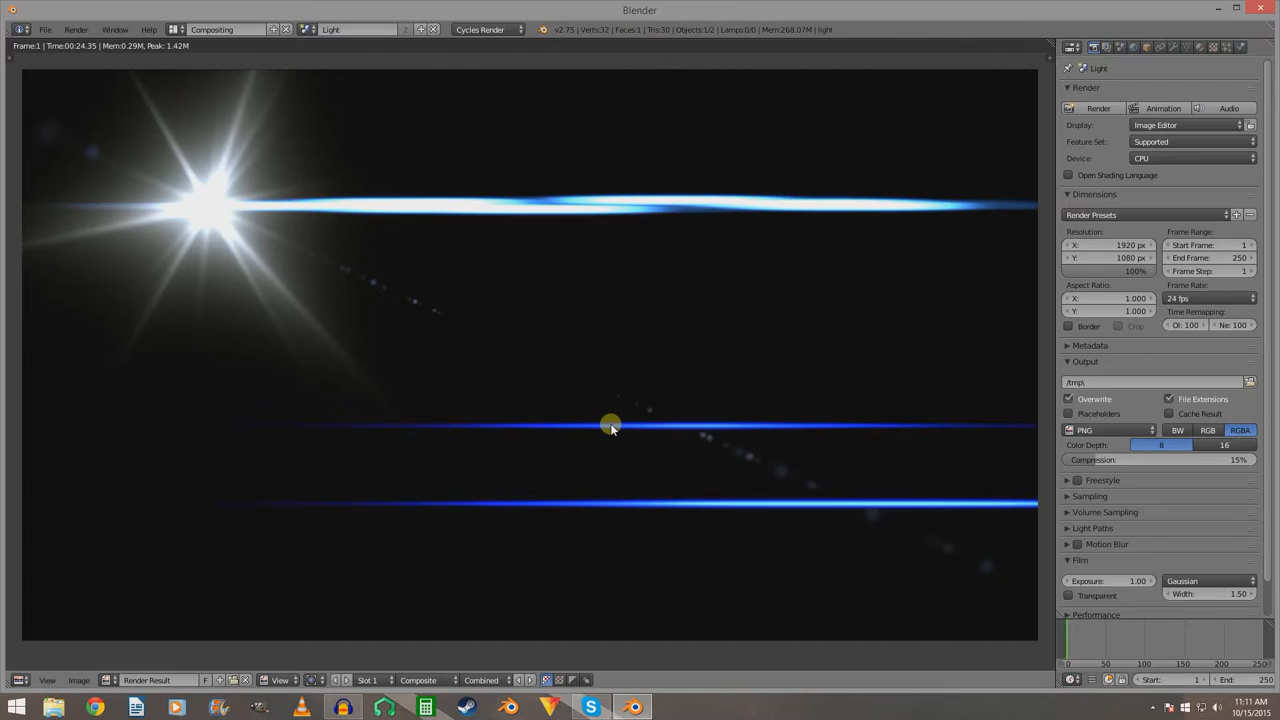 Blender
File Render Window Help Compositing Light 2 Cycles Render v2.75 | Verts:32 | Faces:1 | Tris:30 | Objects:1/2 | Lamps:0/0 | Mem:268.07M | light
Frame:1 | Time:00:24.35 | Mem:0.29M, Peak: 1.42M
Light
Render
Render Animation Audio
Display: Image Editor
Feature Set: Supported
Device: CPU
Open Shading Language
Dimensions
Render Presets
Resolution: Frame Range:
X: 1920 px Start Frame: 1
Y: 1080 px End Frame: 250
100% Frame Step: 1
Aspect Ratio: Frame Rate:
X: 1.000 24 fps
Y: 1.000 Time Remapping:
Border Crop Ol: 100 Ne: 100
Metadata
Output
/tmp\
Overwrite File Extensions
Placeholders Cache Result
PNG BW RGB RGBA
Color Depth: 8 16
Compression: 15%
Freestyle
Sampling
Volume Sampling
Light Paths
Motion Blur
Film
Exposure: 1.00 Gaussian
Transparent Width: 1.50
Performance
0 50 100 150 200 250
View Image Render Result F View Slot 1 Composite Combined Start: 1 End: 250
11:11 AM
10/15/2015